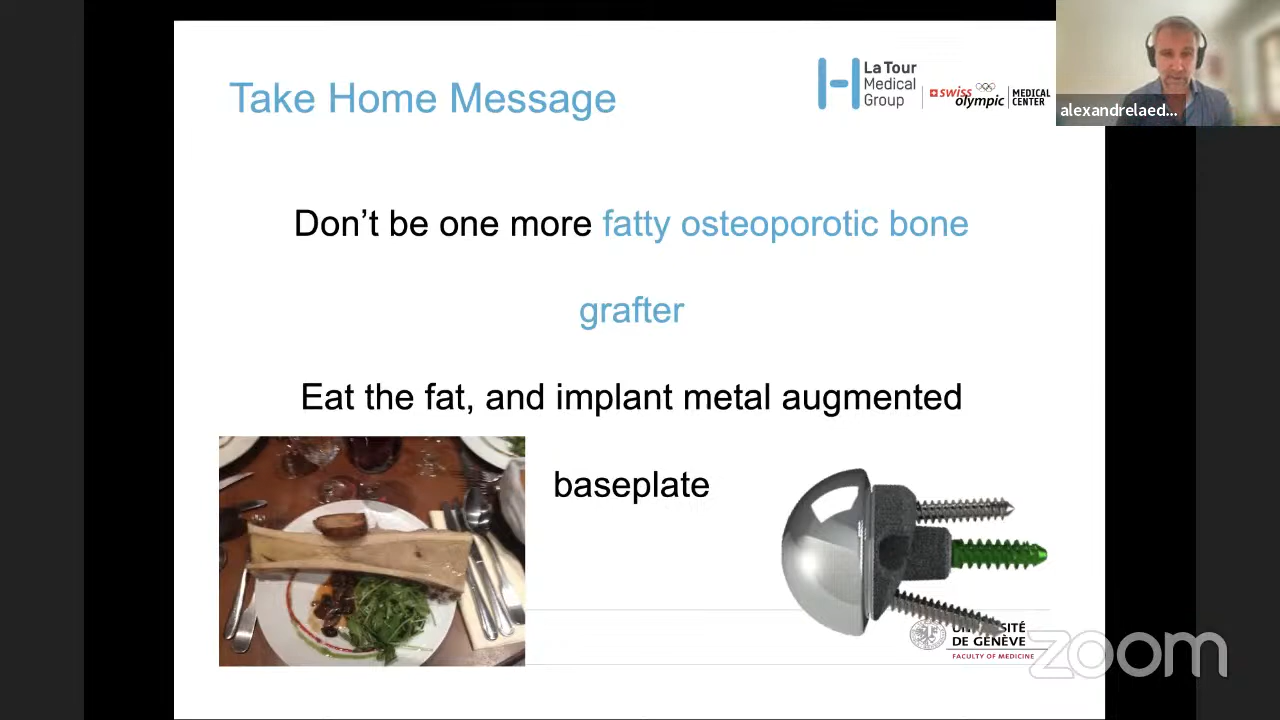 Take Home Message
La Tour
Medical
Group
swiss
olympic
MEDICAL
CENTER
alexandrelaed...
Don't be one more fatty osteoporotic bone
grafter
Eat the fat, and implant metal augmented
baseplate
DE GENÈVE
FACULTY OF MEDICINE
zoom